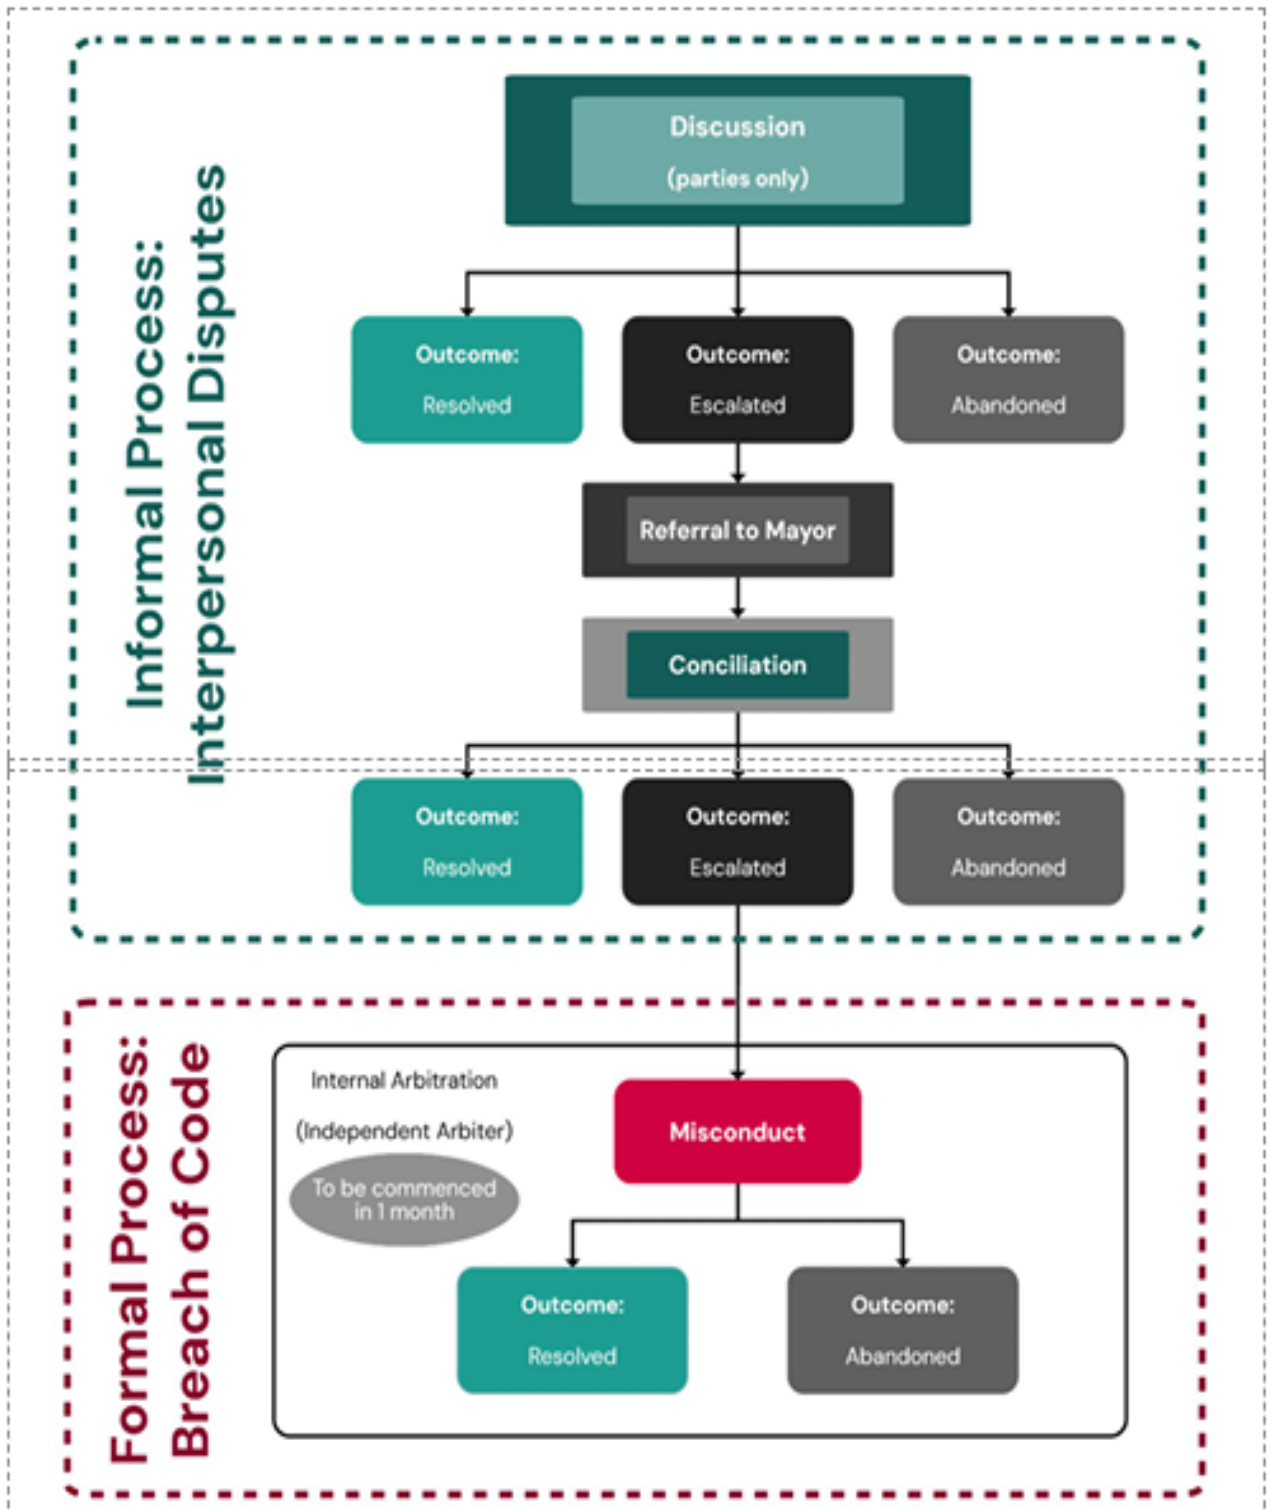 Informal Process:
Interpersonal Disputes
Discussion
(parties only)
Outcome:
Resolved
Outcome:
Escalated
Outcome:
Abandoned
Referral to Mayor
Conciliation
Outcome:
Resolved
Outcome:
Escalated
Outcome:
Abandoned
Formal Process:
Breach of Code
Internal Arbitration
(Independent Arbiter)
To be commenced
in 1 month
Misconduct
Outcome:
Resolved
Outcome:
Abandoned